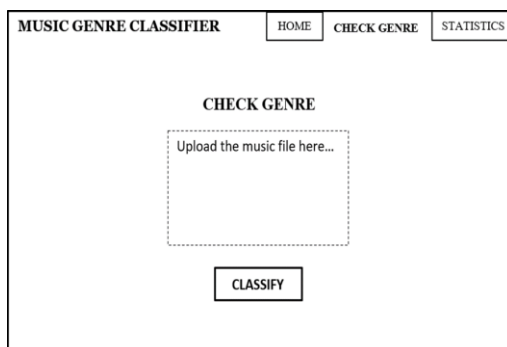 MUSIC GENRE CLASSIFIER HOME CHECK GENRE STATISTICS
CHECK GENRE
Upload the music file here...
CLASSIFY